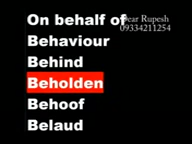 On behalf of
Dear Rupesh
09334211254
Behaviour
Behind
Beholden
Behoof
Belaud